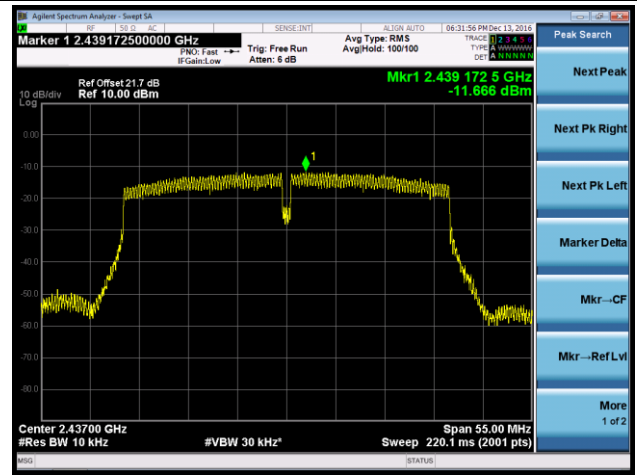 Agilent Spectrum Analyzer - Swept SA
RF 50 Ω AC SENSE:INT ALIGN AUTO 06:31:56 PM Dec 13, 2016
Marker 1 2.439172500000 GHz
PNO: Fast Trig: Free Run Avg Type: RMS TRACE 1 2 3 4 5 6
IFGain:Low Atten: 6 dB Avg|Hold: 100/100 TYPE A WWWWW
DET A N N N N N
Peak Search
Mkr1 2.439 172 5 GHz
-11.666 dBm
Ref Offset 21.7 dB
10 dB/div Ref 10.00 dBm
Log
0.00
-10.0
-20.0
-30.0
-40.0
-50.0
-60.0
-70.0
-80.0
1
Center 2.43700 GHz Span 55.00 MHz
#Res BW 10 kHz #VBW 30 kHz* Sweep 220.1 ms (2001 pts)
MSG STATUS
Next Peak
Next Pk Right
Next Pk Left
Marker Delta
Mkr→CF
Mkr→Ref Lvl
More
1 of 2